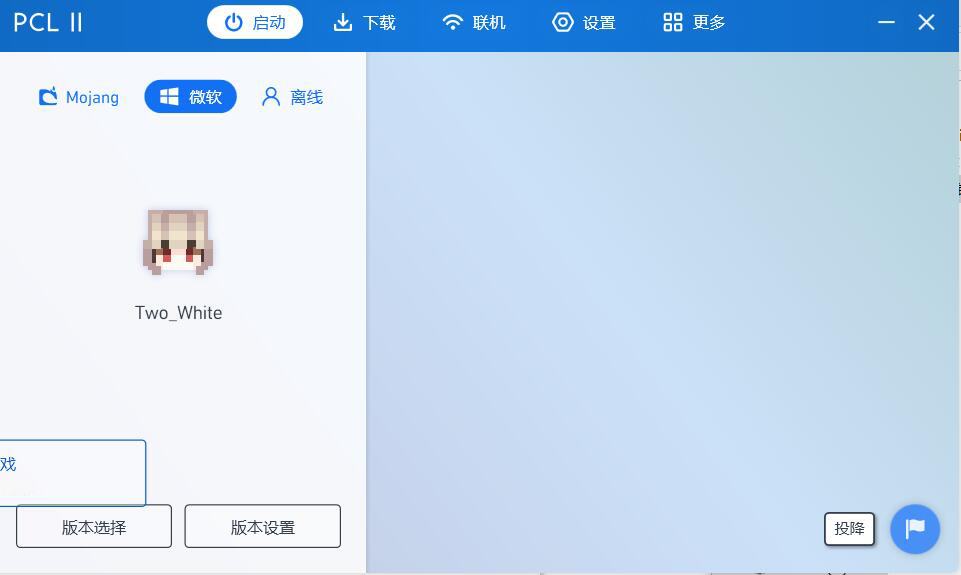 PCL II
启动
下载
联机
设置
更多
Mojang
微软
离线
Two_White
戏
版本选择
版本设置
投降